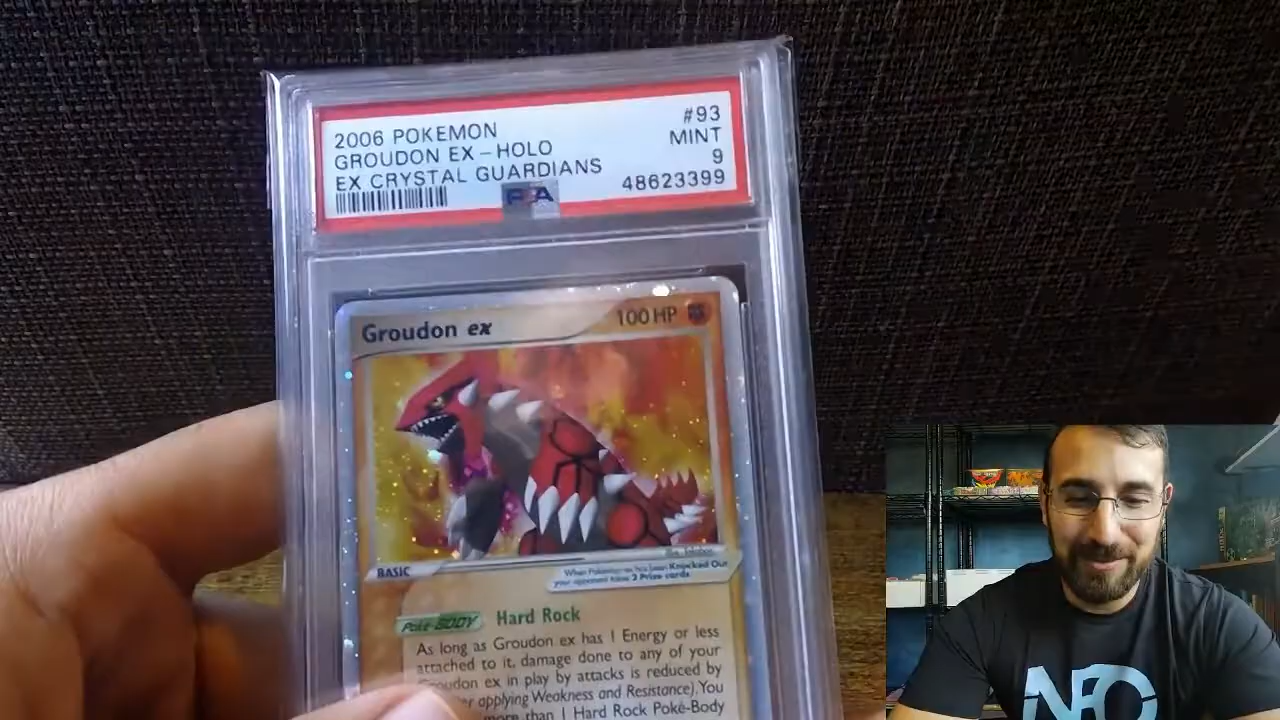 2006 POKEMON
#93
GROUDON EX – HOLO
MINT
EX CRYSTAL GUARDIANS
9
PSA
48623399
Groudon ex
100 HP
BASIC
When Pokémon-ex has been Knocked Out
your opponent takes 2 Prize cards
Poké-BODY Hard Rock
As long as Groudon ex has 1 Energy or less
attached to it, damage done to any of your
Groudon ex in play by attacks is reduced by
applying Weakness and Resistance). You
more than 1 Hard Rock Poké-Body